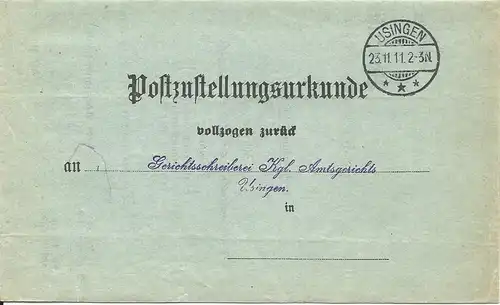 USINGEN
23.11.11.2-3N.
Postzustellungsurkunde
vollzogen zurück
an Gerichtsschreiberei Kgl. Amtsgerichts
Usingen.
in